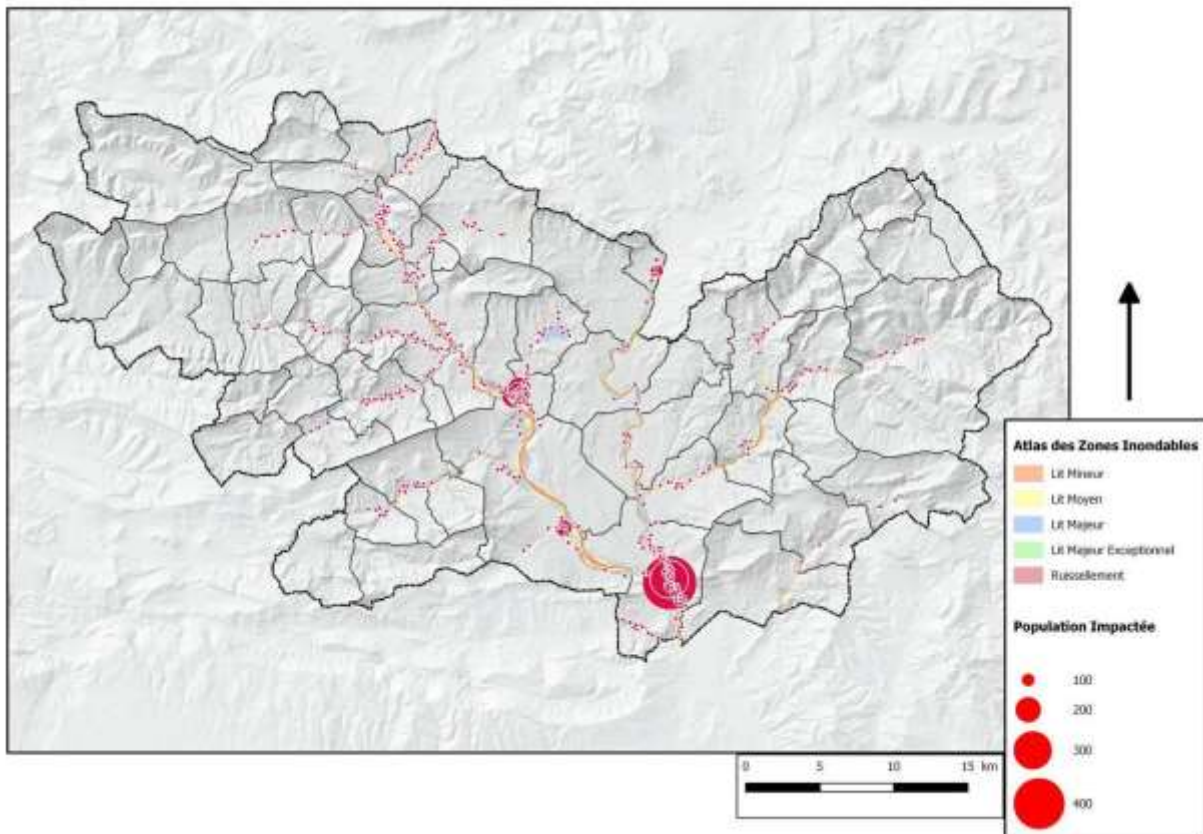 Atlas des Zones Inondables
Lit Mineur
Lit Moyen
Lit Majeur
Lit Majeur Exceptionnel
Ruissellement
Population Impactée
100
200
300
400
0 5 10 15 km